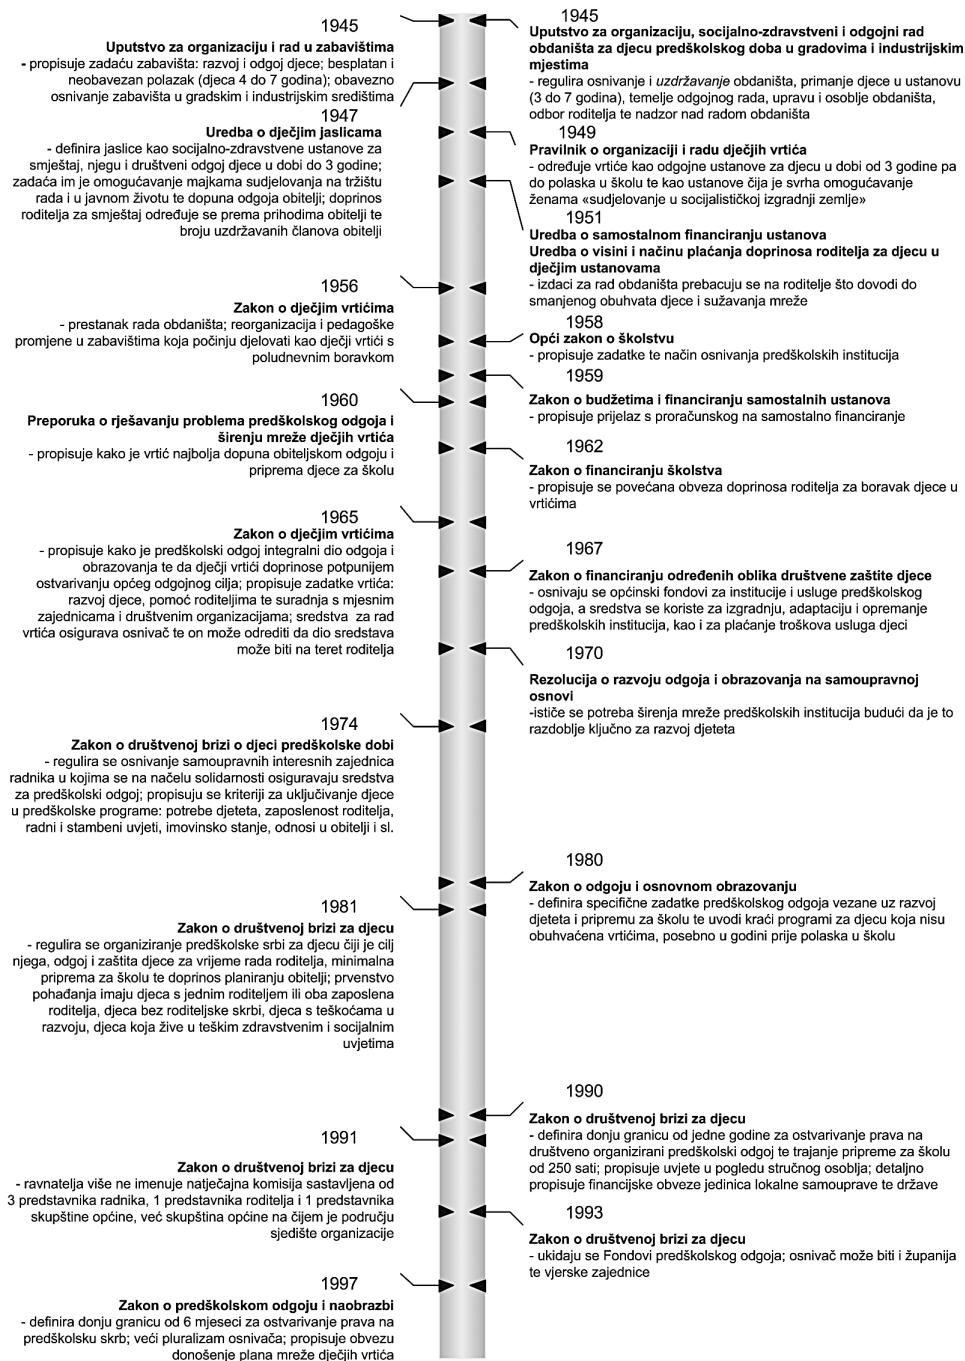 1945
Uputstvo za organizaciju i rad u zabavištima
- propisuje zadaću zabavišta: razvoj i odgoj djece; besplatan i
neobavezan polazak (djeca 4 do 7 godina); obavezno
osnivanje zabavišta u gradskim i industrijskim središtima
1945
Uputstvo za organizaciju, socijalno-zdravstveni i odgojni rad
obdaništa za djecu predškolskog doba u gradovima i industrijskim
mjestima
- regulira osnivanje i uzdržavanje obdaništa, primanje djece u ustanovu
(3 do 7 godina), temelje odgojnog rada, upravu i osoblje obdaništa,
odbor roditelja te nadzor nad radom obdaništa
1947
Uredba o dječjim jaslicama
- definira jaslice kao socijalno-zdravstvene ustanove za
smještaj, njegu i društveni odgoj djece u dobi do 3 godine;
zadaća im je omogućavanje majkama sudjelovanja na tržištu
rada i u javnom životu te dopuna odgoja obitelji; doprinos
roditelja za smještaj određuje se prema prihodima obitelji te
broju uzdržavanih članova obitelji
1949
Pravilnik o organizaciji i radu dječjih vrtića
- određuje vrtiće kao odgojne ustanove za djecu u dobi od 3 godine pa
do polaska u školu te kao ustanove čija je svrha omogućavanje
ženama «sudjelovanje u socijalističkoj izgradnji zemlje»
1951
Uredba o samostalnom financiranju ustanova
Uredba o visini i načinu plaćanja doprinosa roditelja za djecu u
dječjim ustanovama
- izdaci za rad obdaništa prebacuju se na roditelje što dovodi do
smanjenog obuhvata djece i sužavanja mreže
1956
Zakon o dječjim vrtićima
- prestanak rada obdaništa; reorganizacija i pedagoške
promjene u zabavištima koja počinju djelovati kao dječji vrtići s
poludnevnim boravkom
1958
Opći zakon o školstvu
- propisuje zadatke te način osnivanja predškolskih institucija
1959
Zakon o budžetima i financiranju samostalnih ustanova
- propisuje prijelaz s proračunskog na samostalno financiranje
1960
Preporuka o rješavanju problema predškolskog odgoja i
širenju mreže dječjih vrtića
- propisuje kako je vrtić najbolja dopuna obiteljskom odgoju i
priprema djece za školu
1962
Zakon o financiranju školstva
- propisuje se povećana obveza doprinosa roditelja za boravak djece u
vrtićima
1965
Zakon o dječjim vrtićima
- propisuje kako je predškolski odgoj integralni dio odgoja i
obrazovanja te da dječji vrtići doprinose potpunijem
ostvarivanju općeg odgojnog cilja; propisuje zadatke vrtića:
razvoj djece, pomoć roditeljima te suradnja s mjesnim
zajednicama i društvenim organizacijama; sredstva za rad
vrtića osigurava osnivač te on može odrediti da dio sredstava
može biti na teret roditelja
1967
Zakon o financiranju određenih oblika društvene zaštite djece
- osnivaju se općinski fondovi za institucije i usluge predškolskog
odgoja, a sredstva se koriste za izgradnju, adaptaciju i opremanje
predškolskih institucija, kao i za plaćanje troškova usluga djeci
1970
Rezolucija o razvoju odgoja i obrazovanja na samoupravnoj
osnovi
-ističe se potreba širenja mreže predškolskih institucija budući da je to
razdoblje ključno za razvoj djeteta
1974
Zakon o društvenoj brizi o djeci predškolske dobi
- regulira se osnivanje samoupravnih interesnih zajednica
radnika u kojima se na načelu solidarnosti osiguravaju sredstva
za predškolski odgoj; propisuju se kriteriji za uključivanje djece
u predškolske programe: potrebe djeteta, zaposlenost roditelja,
radni i stambeni uvjeti, imovinsko stanje, odnosi u obitelji i sl.
1980
Zakon o odgoju i osnovnom obrazovanju
- definira specifične zadatke predškolskog odgoja vezane uz razvoj
djeteta i pripremu za školu te uvodi kraći programi za djecu koja nisu
obuhvaćena vrtićima, posebno u godini prije polaska u školu
1981
Zakon o društvenoj brizi za djecu
- regulira se organiziranje predškolske srbi za djecu čiji je cilj
njega, odgoj i zaštita djece za vrijeme rada roditelja, minimalna
priprema za školu te doprinos planiranju obitelji; prvenstvo
pohađanja imaju djeca s jednim roditeljem ili oba zaposlena
roditelja, djeca bez roditeljske skrbi, djeca s teškoćama u
razvoju, djeca koja žive u teškim zdravstvenim i socijalnim
uvjetima
1990
Zakon o društvenoj brizi za djecu
- definira donju granicu od jedne godine za ostvarivanje prava na
društveno organizirani predškolski odgoj te trajanje pripreme za školu
od 250 sati; propisuje uvjete u pogledu stručnog osoblja; detaljno
propisuje financijske obveze jedinica lokalne samouprave te države
1991
Zakon o društvenoj brizi za djecu
- ravnatelja više ne imenuje natječajna komisija sastavljena od
3 predstavnika radnika, 1 predstavnika roditelja i 1 predstavnika
skupštine općine, već skupština općine na čijem je području
sjedište organizacije
1993
Zakon o društvenoj brizi za djecu
- ukidaju se Fondovi predškolskog odgoja; osnivač može biti i županija
te vjerske zajednice
1997
Zakon o predškolskom odgoju i naobrazbi
- definira donju granicu od 6 mjeseci za ostvarivanje prava na
predškolsku skrb; veći pluralizam osnivača; propisuje obvezu
donošenje plana mreže dječjih vrtića